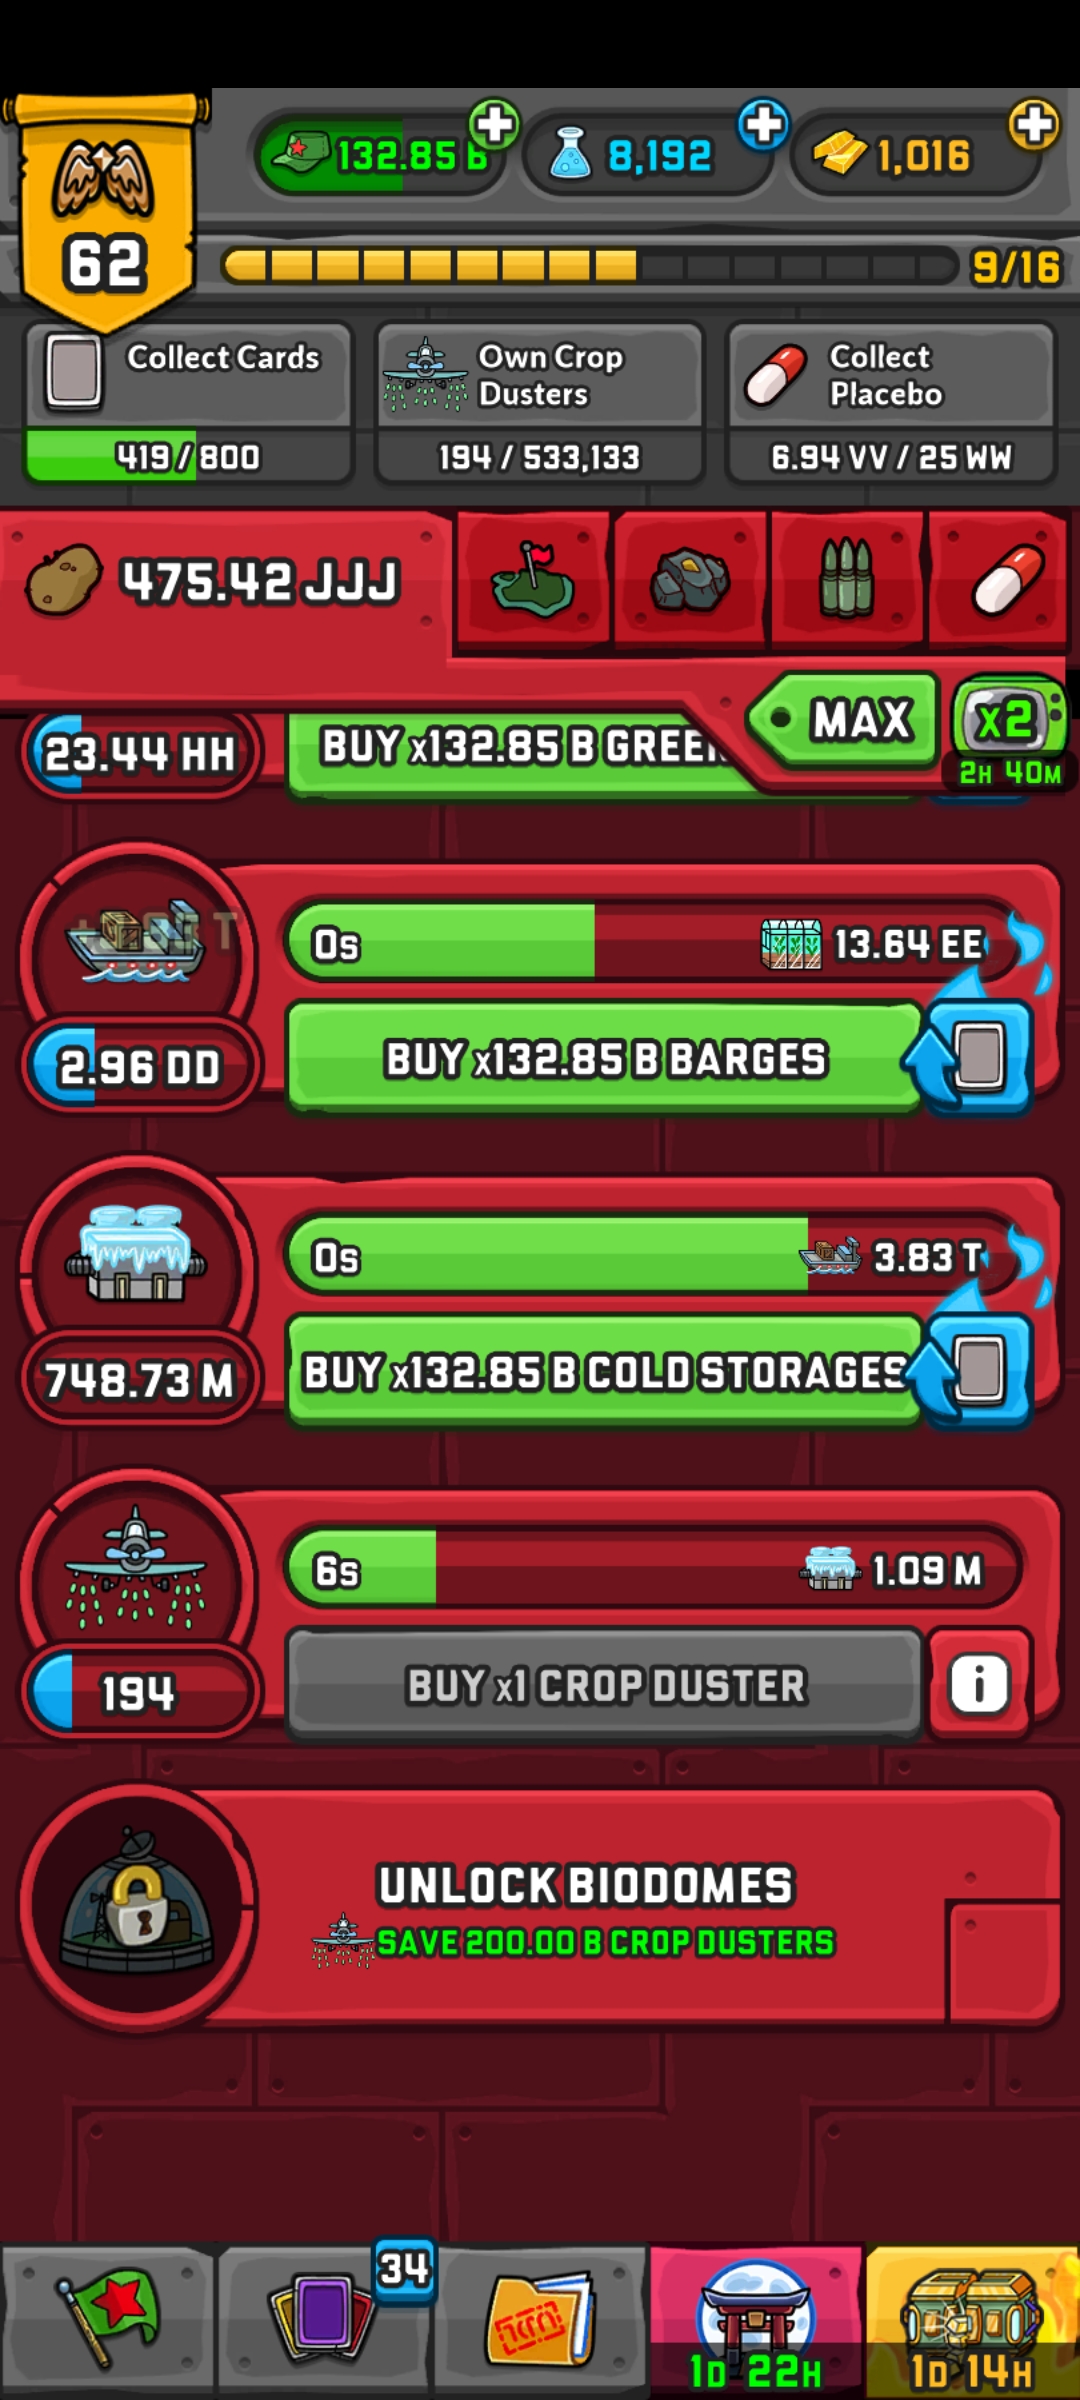 132.85 B
8,192
1,016
62
9/16
Collect Cards
419 / 800
Own Crop
Dusters
194 / 533,133
Collect
Placebo
6.94 VV / 25 WW
475.42 JJJ
MAX
x2
2H 40M
23.44 HH
BUY x132.85 B GREE
0s
13.64 EE
2.96 DD
BUY x132.85 B BARGES
0s
3.83 T
748.73 M
BUY x132.85 B COLD STORAGES
6s
1.09 M
194
BUY x1 CROP DUSTER
i
UNLOCK BIODOMES
SAVE 200.00 B CROP DUSTERS
34
1D 22H
1D 14H